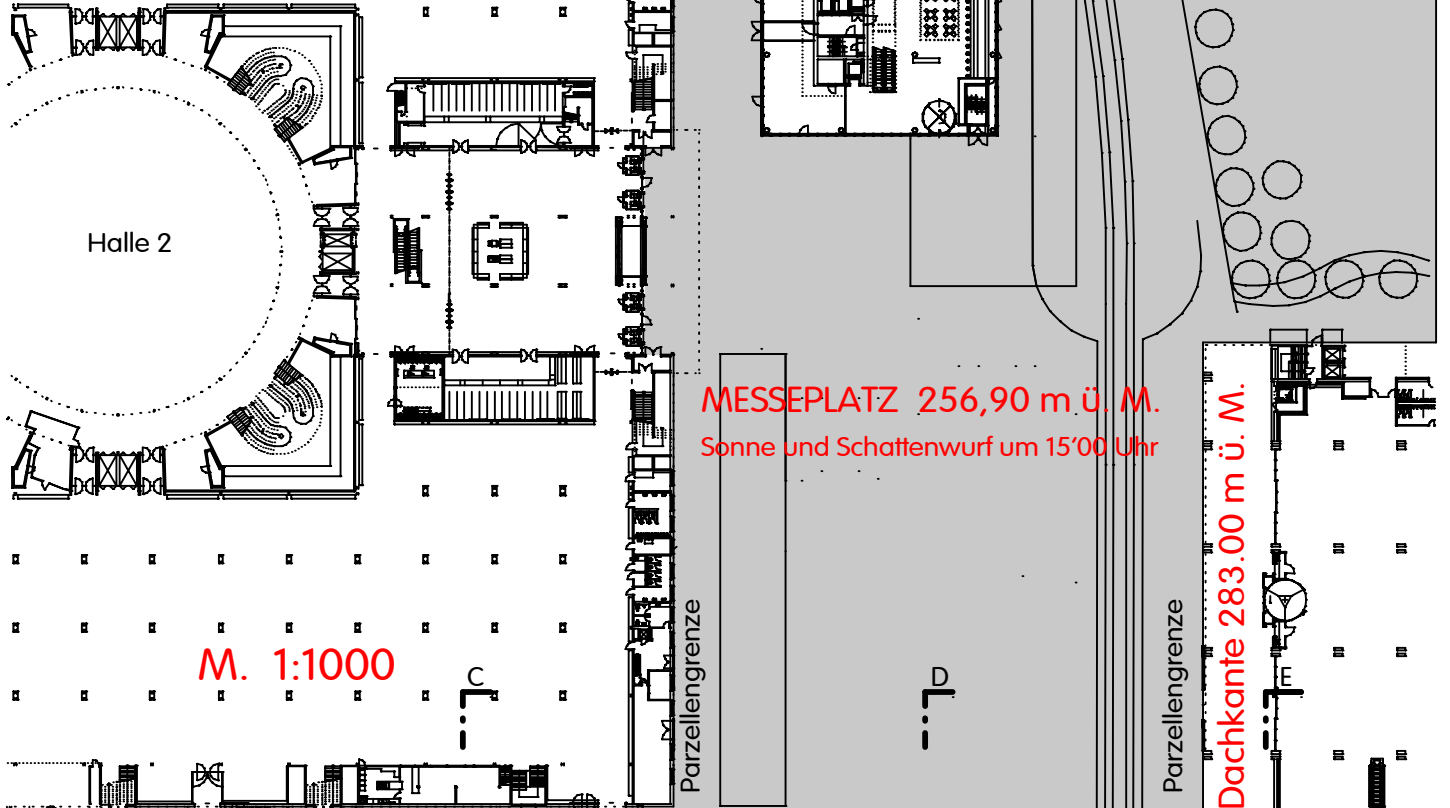 Halle 2
MESSEPLATZ 256,90 m ü. M.
Sonne und Schattenwurf um 15’00 Uhr
Dachkante 283.00 m ü. M.
Parzellengrenze
Parzellengrenze
M. 1:1000
C
D
E